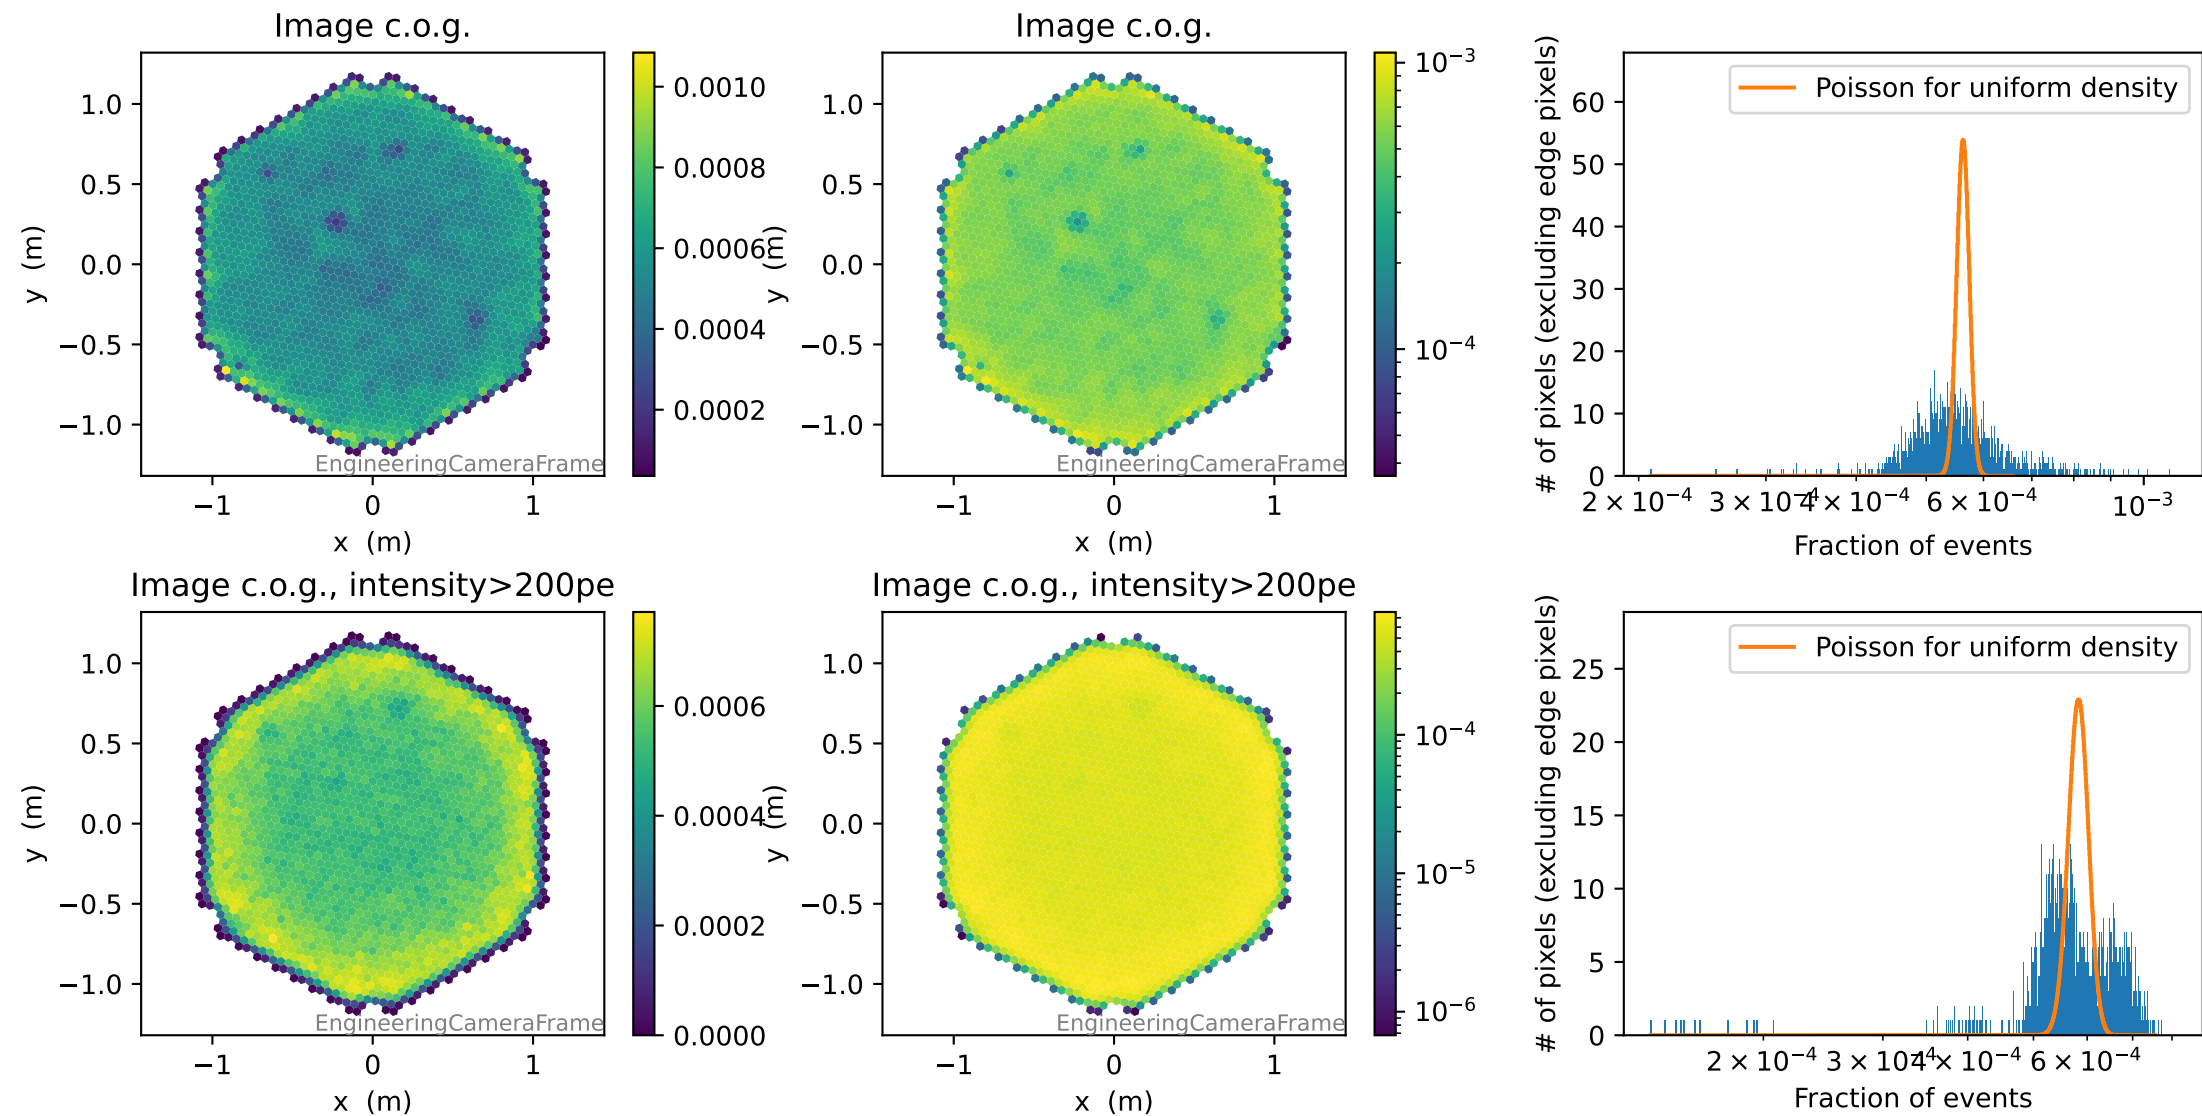 Image c.o.g.
1.0
0.5
0.0
−0.5
−1.0
y (m)
−1
0
1
x (m)
EngineeringCameraFrame
0.0010
0.0008
0.0006
0.0004
0.0002
Image c.o.g.
1.0
0.5
0.0
−0.5
−1.0
y (m)
−1
0
1
x (m)
EngineeringCameraFrame
10⁻³
10⁻⁴
Poisson for uniform density
60
50
40
30
20
10
0
# of pixels (excluding edge pixels)
2 × 10⁻⁴
3 × 10⁻⁴
4 × 10⁻⁴
6 × 10⁻⁴
10⁻³
Fraction of events
Image c.o.g., intensity>200pe
1.0
0.5
0.0
−0.5
−1.0
y (m)
−1
0
1
x (m)
EngineeringCameraFrame
0.0006
0.0004
0.0002
0.0000
Image c.o.g., intensity>200pe
1.0
0.5
0.0
−0.5
−1.0
y (m)
−1
0
1
x (m)
EngineeringCameraFrame
10⁻⁴
10⁻⁵
10⁻⁶
Poisson for uniform density
25
20
15
10
5
0
# of pixels (excluding edge pixels)
2 × 10⁻⁴
3 × 10⁻⁴
4 × 10⁻⁴
6 × 10⁻⁴
Fraction of events